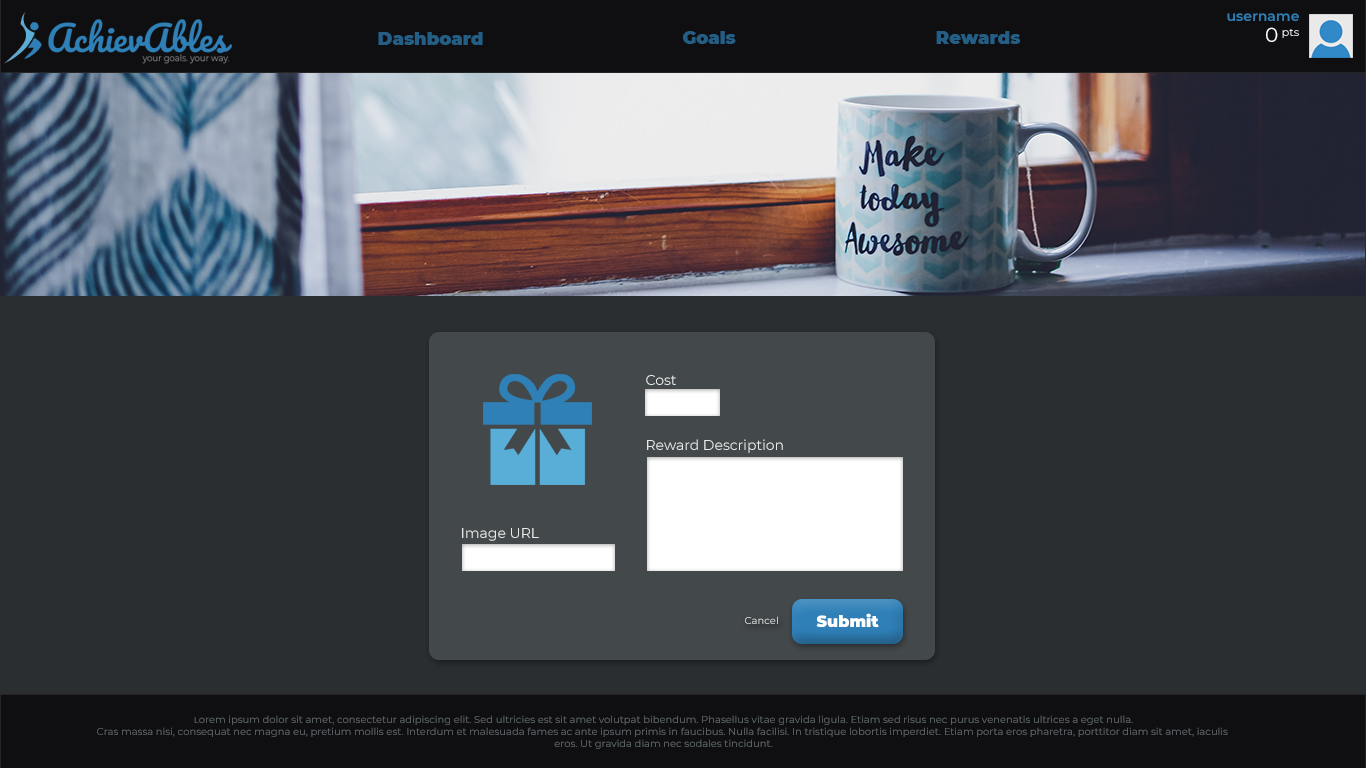 AchievAbles
your goals. your way.
Dashboard
Goals
Rewards
username
0 pts
Make
today
Awesome
Cost
Reward Description
Image URL
Cancel
Submit
Lorem ipsum dolor sit amet, consectetur adipiscing elit. Sed ultricies est sit amet volutpat bibendum. Phasellus vitae gravida ligula. Etiam sed risus nec purus venenatis ultrices a eget nulla.
Cras massa nisi, consequat nec magna eu, pretium mollis est. Interdum et malesuada fames ac ante ipsum primis in faucibus. Nulla facilisi. In tristique lobortis imperdiet. Etiam porta eros pharetra, porttitor diam sit amet, iaculis
eros. Ut gravida diam nec sodales tincidunt.